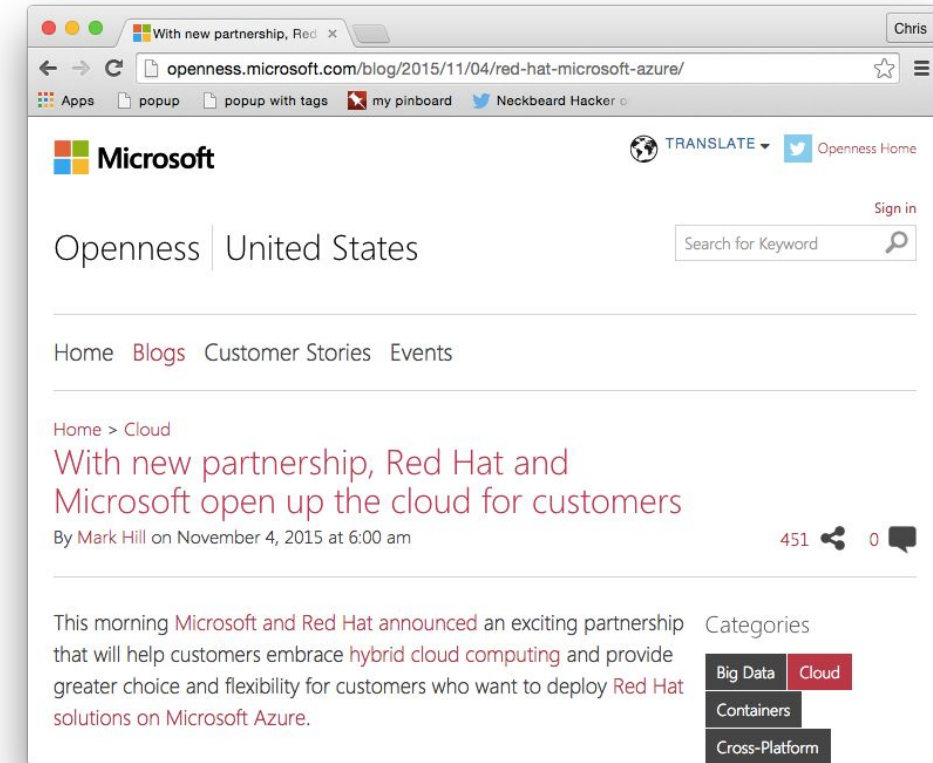 With new partnership, Red
Chris
openness.microsoft.com/blog/2015/11/04/red-hat-microsoft-azure/
Apps popup popup with tags my pinboard Neckbeard Hacker
Microsoft
TRANSLATE
Openness Home
Sign in
Openness United States
Search for Keyword
Home Blogs Customer Stories Events
Home > Cloud
With new partnership, Red Hat and
Microsoft open up the cloud for customers
By Mark Hill on November 4, 2015 at 6:00 am
451 0
This morning Microsoft and Red Hat announced an exciting partnership
that will help customers embrace hybrid cloud computing and provide
greater choice and flexibility for customers who want to deploy Red Hat
solutions on Microsoft Azure.
Categories
Big Data Cloud
Containers
Cross-Platform